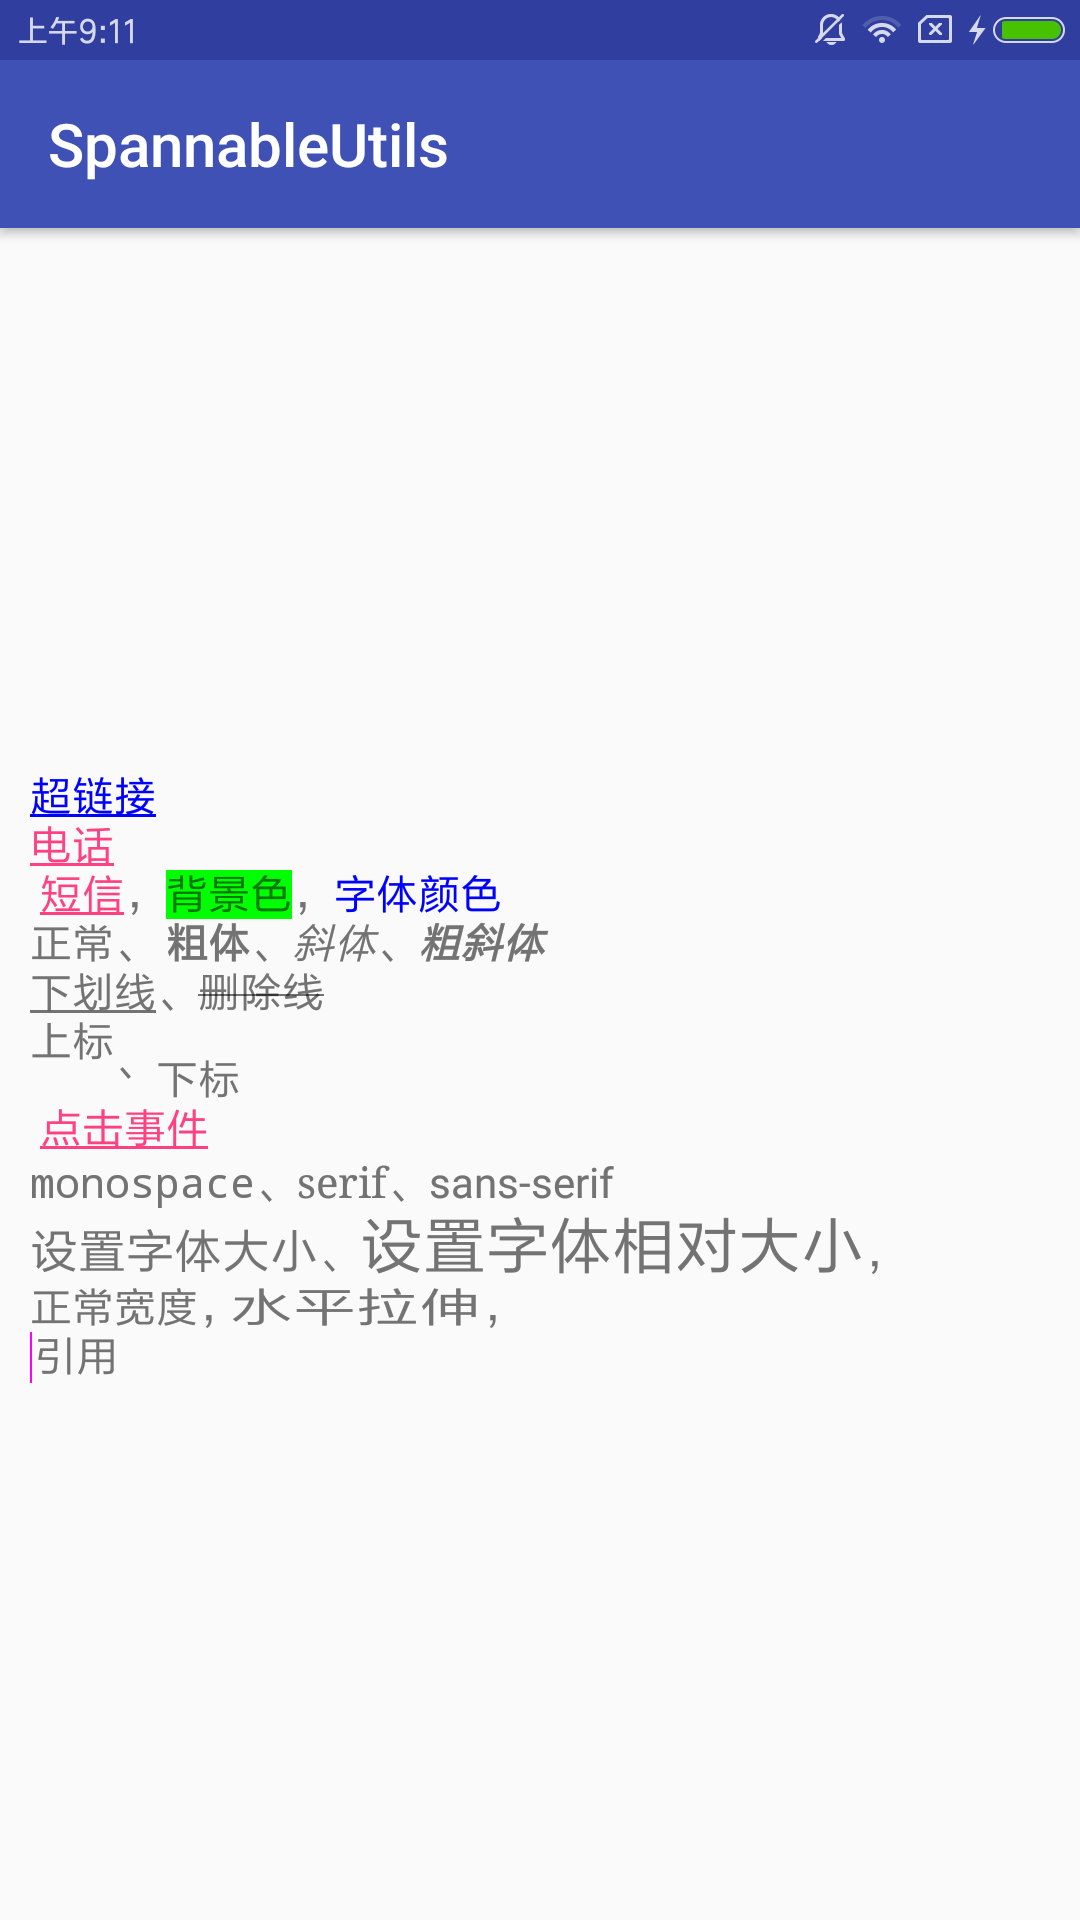 上午9:11
SpannableUtils
超链接
电话
短信，背景色，字体颜色
正常、粗体、斜体、粗斜体
下划线、删除线
上标、下标
点击事件
monospace、serif、sans-serif
设置字体大小、设置字体相对大小，
正常宽度，水平拉伸，
引用